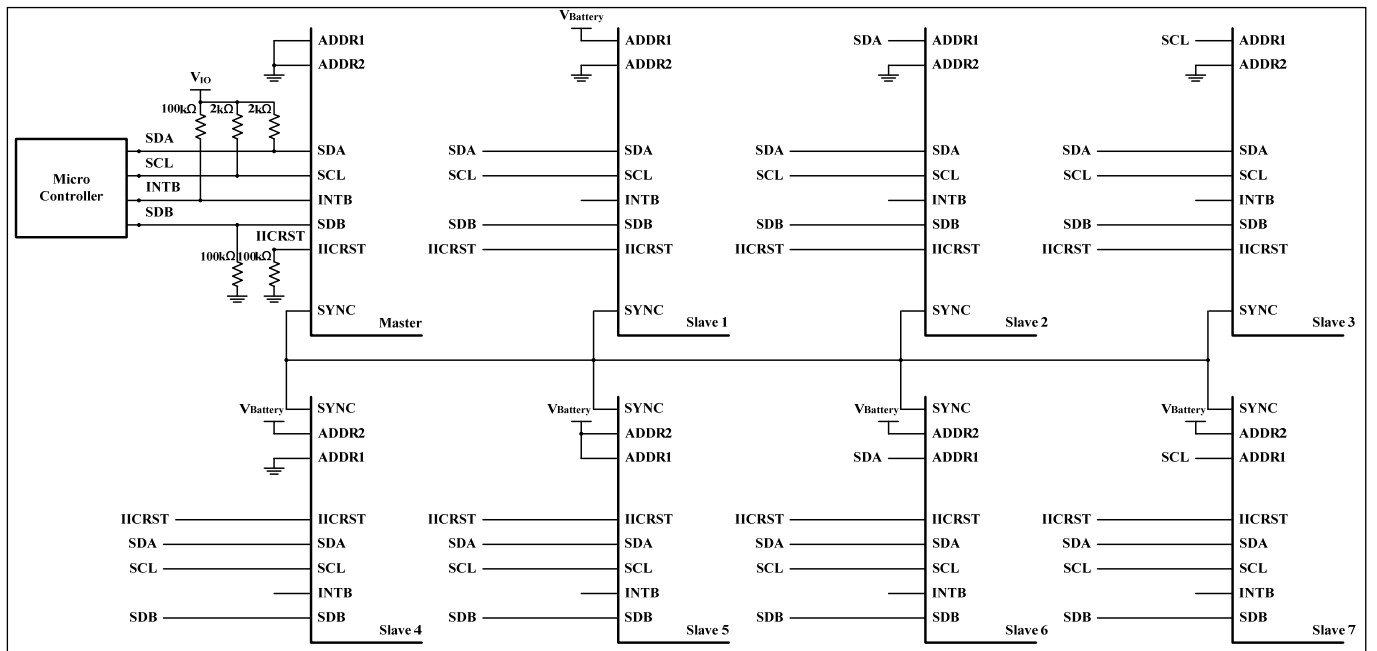 VBattery
ADDR1
ADDR2
VIO
100kΩ 2kΩ 2kΩ
Micro
Controller
SDA
SCL
INTB
SDB
IICRST
100kΩ 100kΩ
SDA
SCL
INTB
SDB
IICRST
SYNC
Master
ADDR1
ADDR2
SDA SDA
SCL SCL
INTB
SDB SDB
IICRST IICRST
SYNC
Slave 1
SDA ADDR1
ADDR2
SDA SDA
SCL SCL
INTB
SDB SDB
IICRST IICRST
SYNC
Slave 2
SCL ADDR1
ADDR2
SDA SDA
SCL SCL
INTB
SDB SDB
IICRST IICRST
SYNC
Slave 3
VBattery
SYNC
ADDR2
ADDR1
IICRST IICRST
SDA SDA
SCL SCL
INTB
SDB SDB
Slave 4
VBattery
SYNC
ADDR2
ADDR1
IICRST IICRST
SDA SDA
SCL SCL
INTB
SDB SDB
Slave 5
VBattery
SYNC
ADDR2
SDA ADDR1
IICRST IICRST
SDA SDA
SCL SCL
INTB
SDB SDB
Slave 6
VBattery
SYNC
ADDR2
SCL ADDR1
IICRST IICRST
SDA SDA
SCL SCL
INTB
SDB SDB
Slave 7